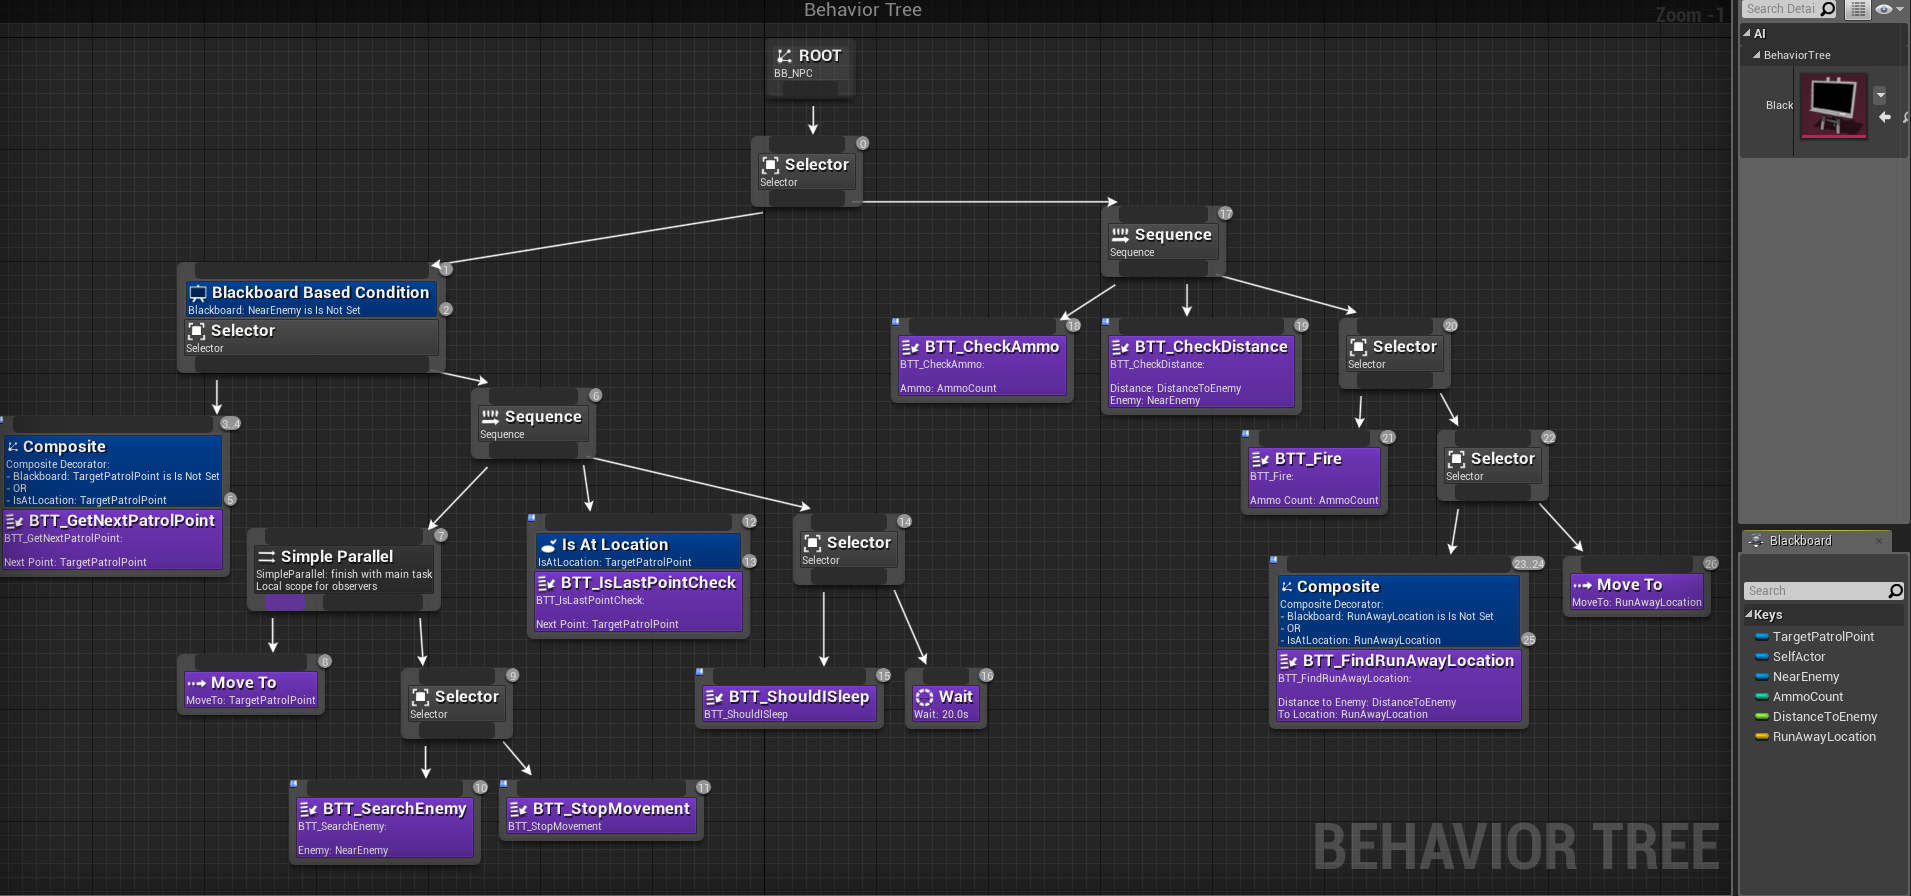 Behavior Tree
Zoom -1
ROOT
BB_NPC
0
Selector
Selector
17
Sequence
Sequence
1
Blackboard Based Condition
Blackboard: NearEnemy is Is Not Set
2
Selector
Selector
18
BTT_CheckAmmo
BTT_CheckAmmo:
Ammo: AmmoCount
19
BTT_CheckDistance
BTT_CheckDistance:
Distance: DistanceToEnemy
Enemy: NearEnemy
20
Selector
Selector
3..4
Composite
Composite Decorator:
- Blackboard: TargetPatrolPoint is Is Not Set
- OR
- IsAtLocation: TargetPatrolPoint
5
BTT_GetNextPatrolPoint
BTT_GetNextPatrolPoint:
Next Point: TargetPatrolPoint
6
Sequence
Sequence
21
BTT_Fire
BTT_Fire:
Ammo Count: AmmoCount
22
Selector
Selector
7
Simple Parallel
SimpleParallel: finish with main task
Local scope for observers
12
Is At Location
IsAtLocation: TargetPatrolPoint
13
BTT_IsLastPointCheck
BTT_IsLastPointCheck:
Next Point: TargetPatrolPoint
14
Selector
Selector
23..24
Composite
Composite Decorator:
- Blackboard: RunAwayLocation is Is Not Set
- OR
- IsAtLocation: RunAwayLocation
25
BTT_FindRunAwayLocation
BTT_FindRunAwayLocation:
Distance to Enemy: DistanceToEnemy
To Location: RunAwayLocation
26
Move To
MoveTo: RunAwayLocation
8
Move To
MoveTo: TargetPatrolPoint
9
Selector
Selector
15
BTT_ShouldISleep
BTT_ShouldISleep
16
Wait
Wait: 20.0s
10
BTT_SearchEnemy
BTT_SearchEnemy:
Enemy: NearEnemy
11
BTT_StopMovement
BTT_StopMovement
BEHAVIOR TREE
Search Detai
AI
BehaviorTree
Black
Blackboard
Search
Keys
TargetPatrolPoint
SelfActor
NearEnemy
AmmoCount
DistanceToEnemy
RunAwayLocation